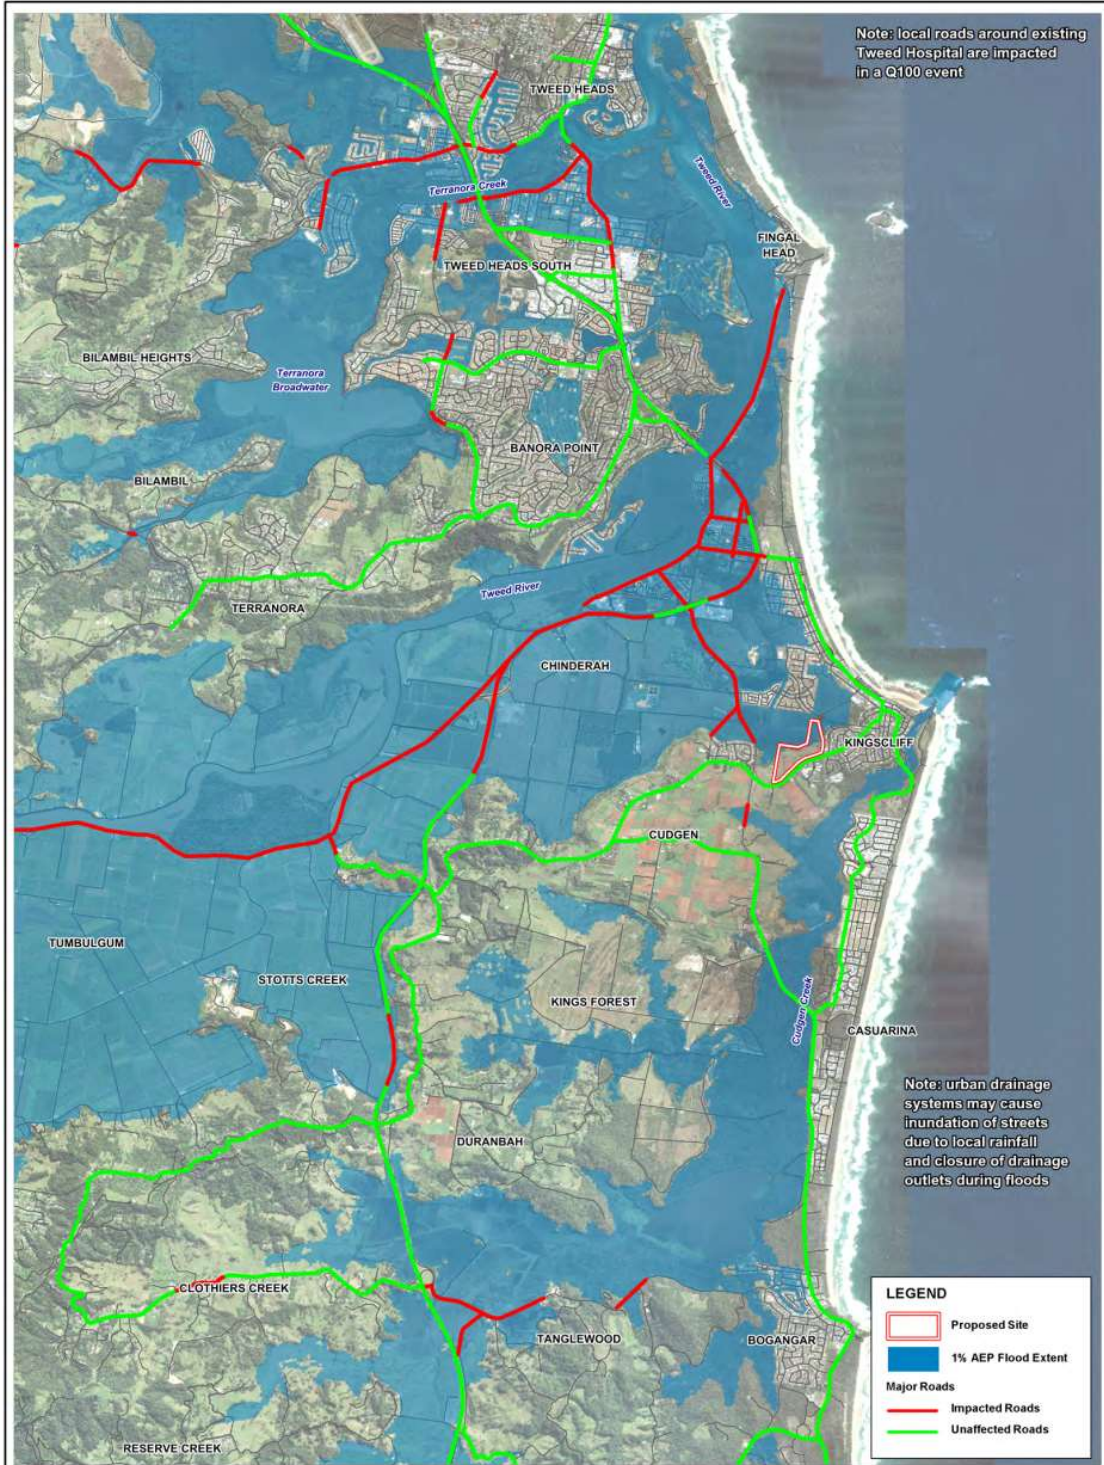 Note: local roads around existing
Tweed Hospital are impacted
in a Q100 event
TWEED HEADS
Tweed River
Terranora Creek
FINGAL
HEAD
TWEED HEADS SOUTH
BILAMBIL HEIGHTS
Terranora
Broadwater
BANORA POINT
BILAMBIL
Tweed River
TERRANORA
CHINDERAH
KINGSCLIFF
CUDGEN
TUMBULGUM
STOTTS CREEK
KINGS FOREST
Cudgen Creek
CASUARINA
Note: urban drainage
systems may cause
inundation of streets
due to local rainfall
and closure of drainage
outlets during floods
DURANBAH
CLOTHIERS CREEK
TANGLEWOOD
BOGANGAR
RESERVE CREEK
LEGEND
Proposed Site
1% AEP Flood Extent
Major Roads
Impacted Roads
Unaffected Roads